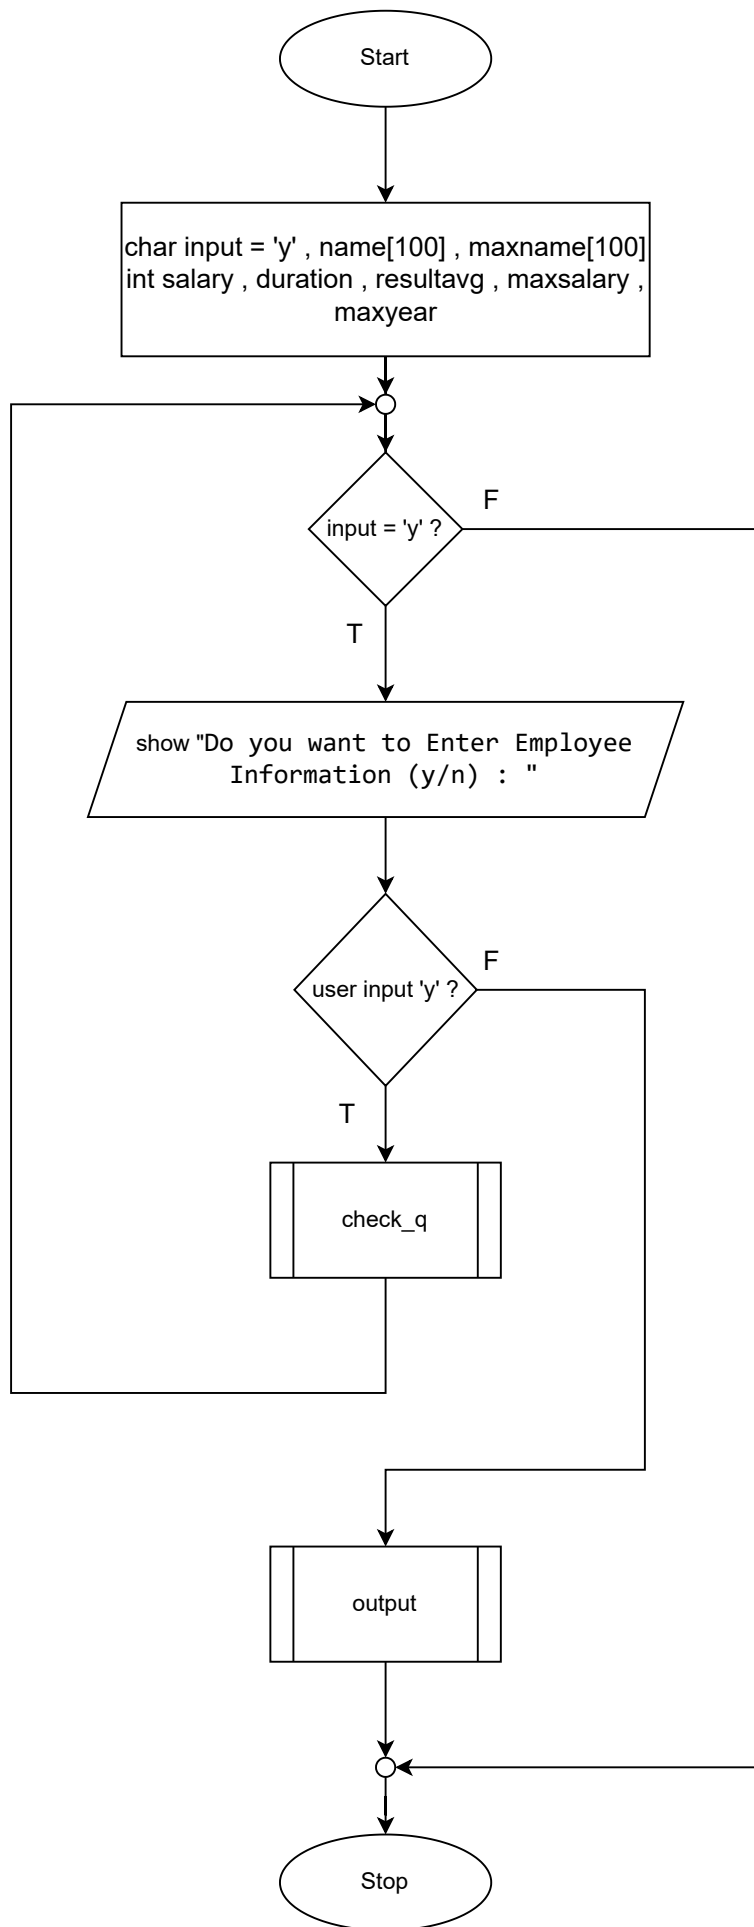 Start
char input = 'y' , name[100] , maxname[100]
int salary , duration , resultavg , maxsalary ,
maxyear
input = 'y' ?
F
T
show "Do you want to Enter Employee
Information (y/n) : "
user input 'y' ?
F
T
check_q
output
Stop